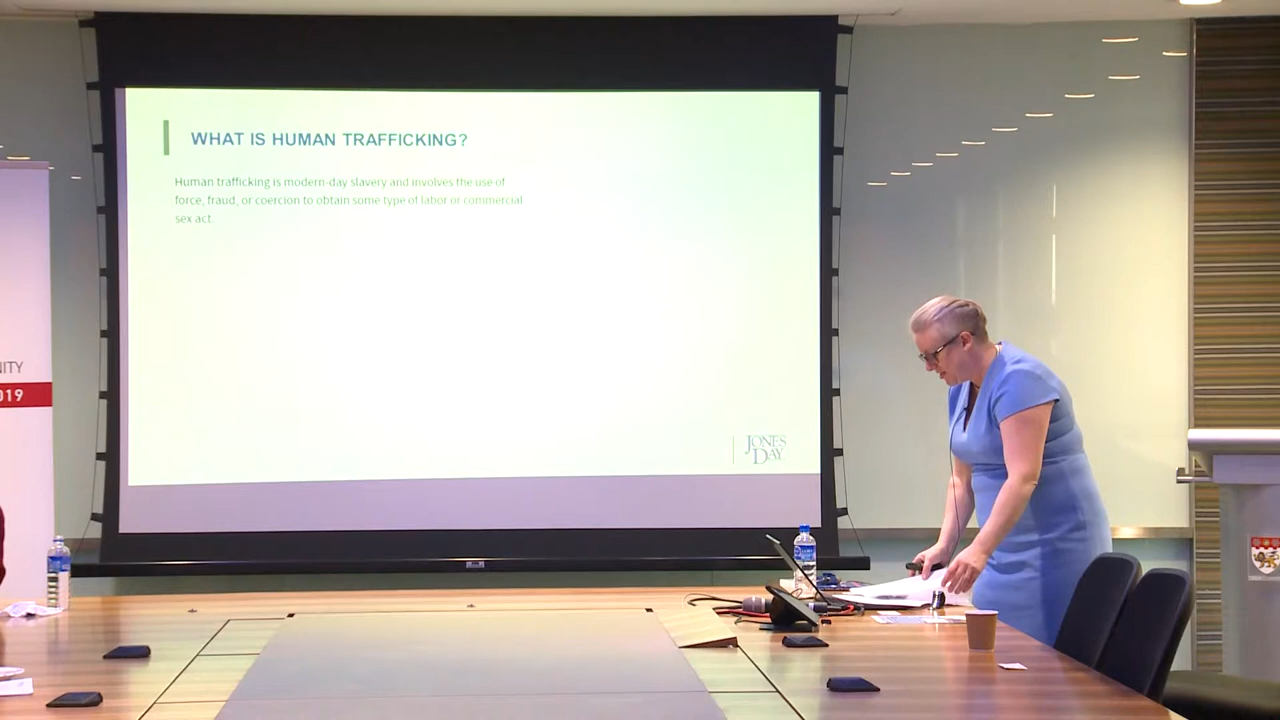 WHAT IS HUMAN TRAFFICKING?
Human trafficking is modern-day slavery and involves the use of
force, fraud, or coercion to obtain some type of labor or commercial
sex act.
JONES
DAY
NITY
019